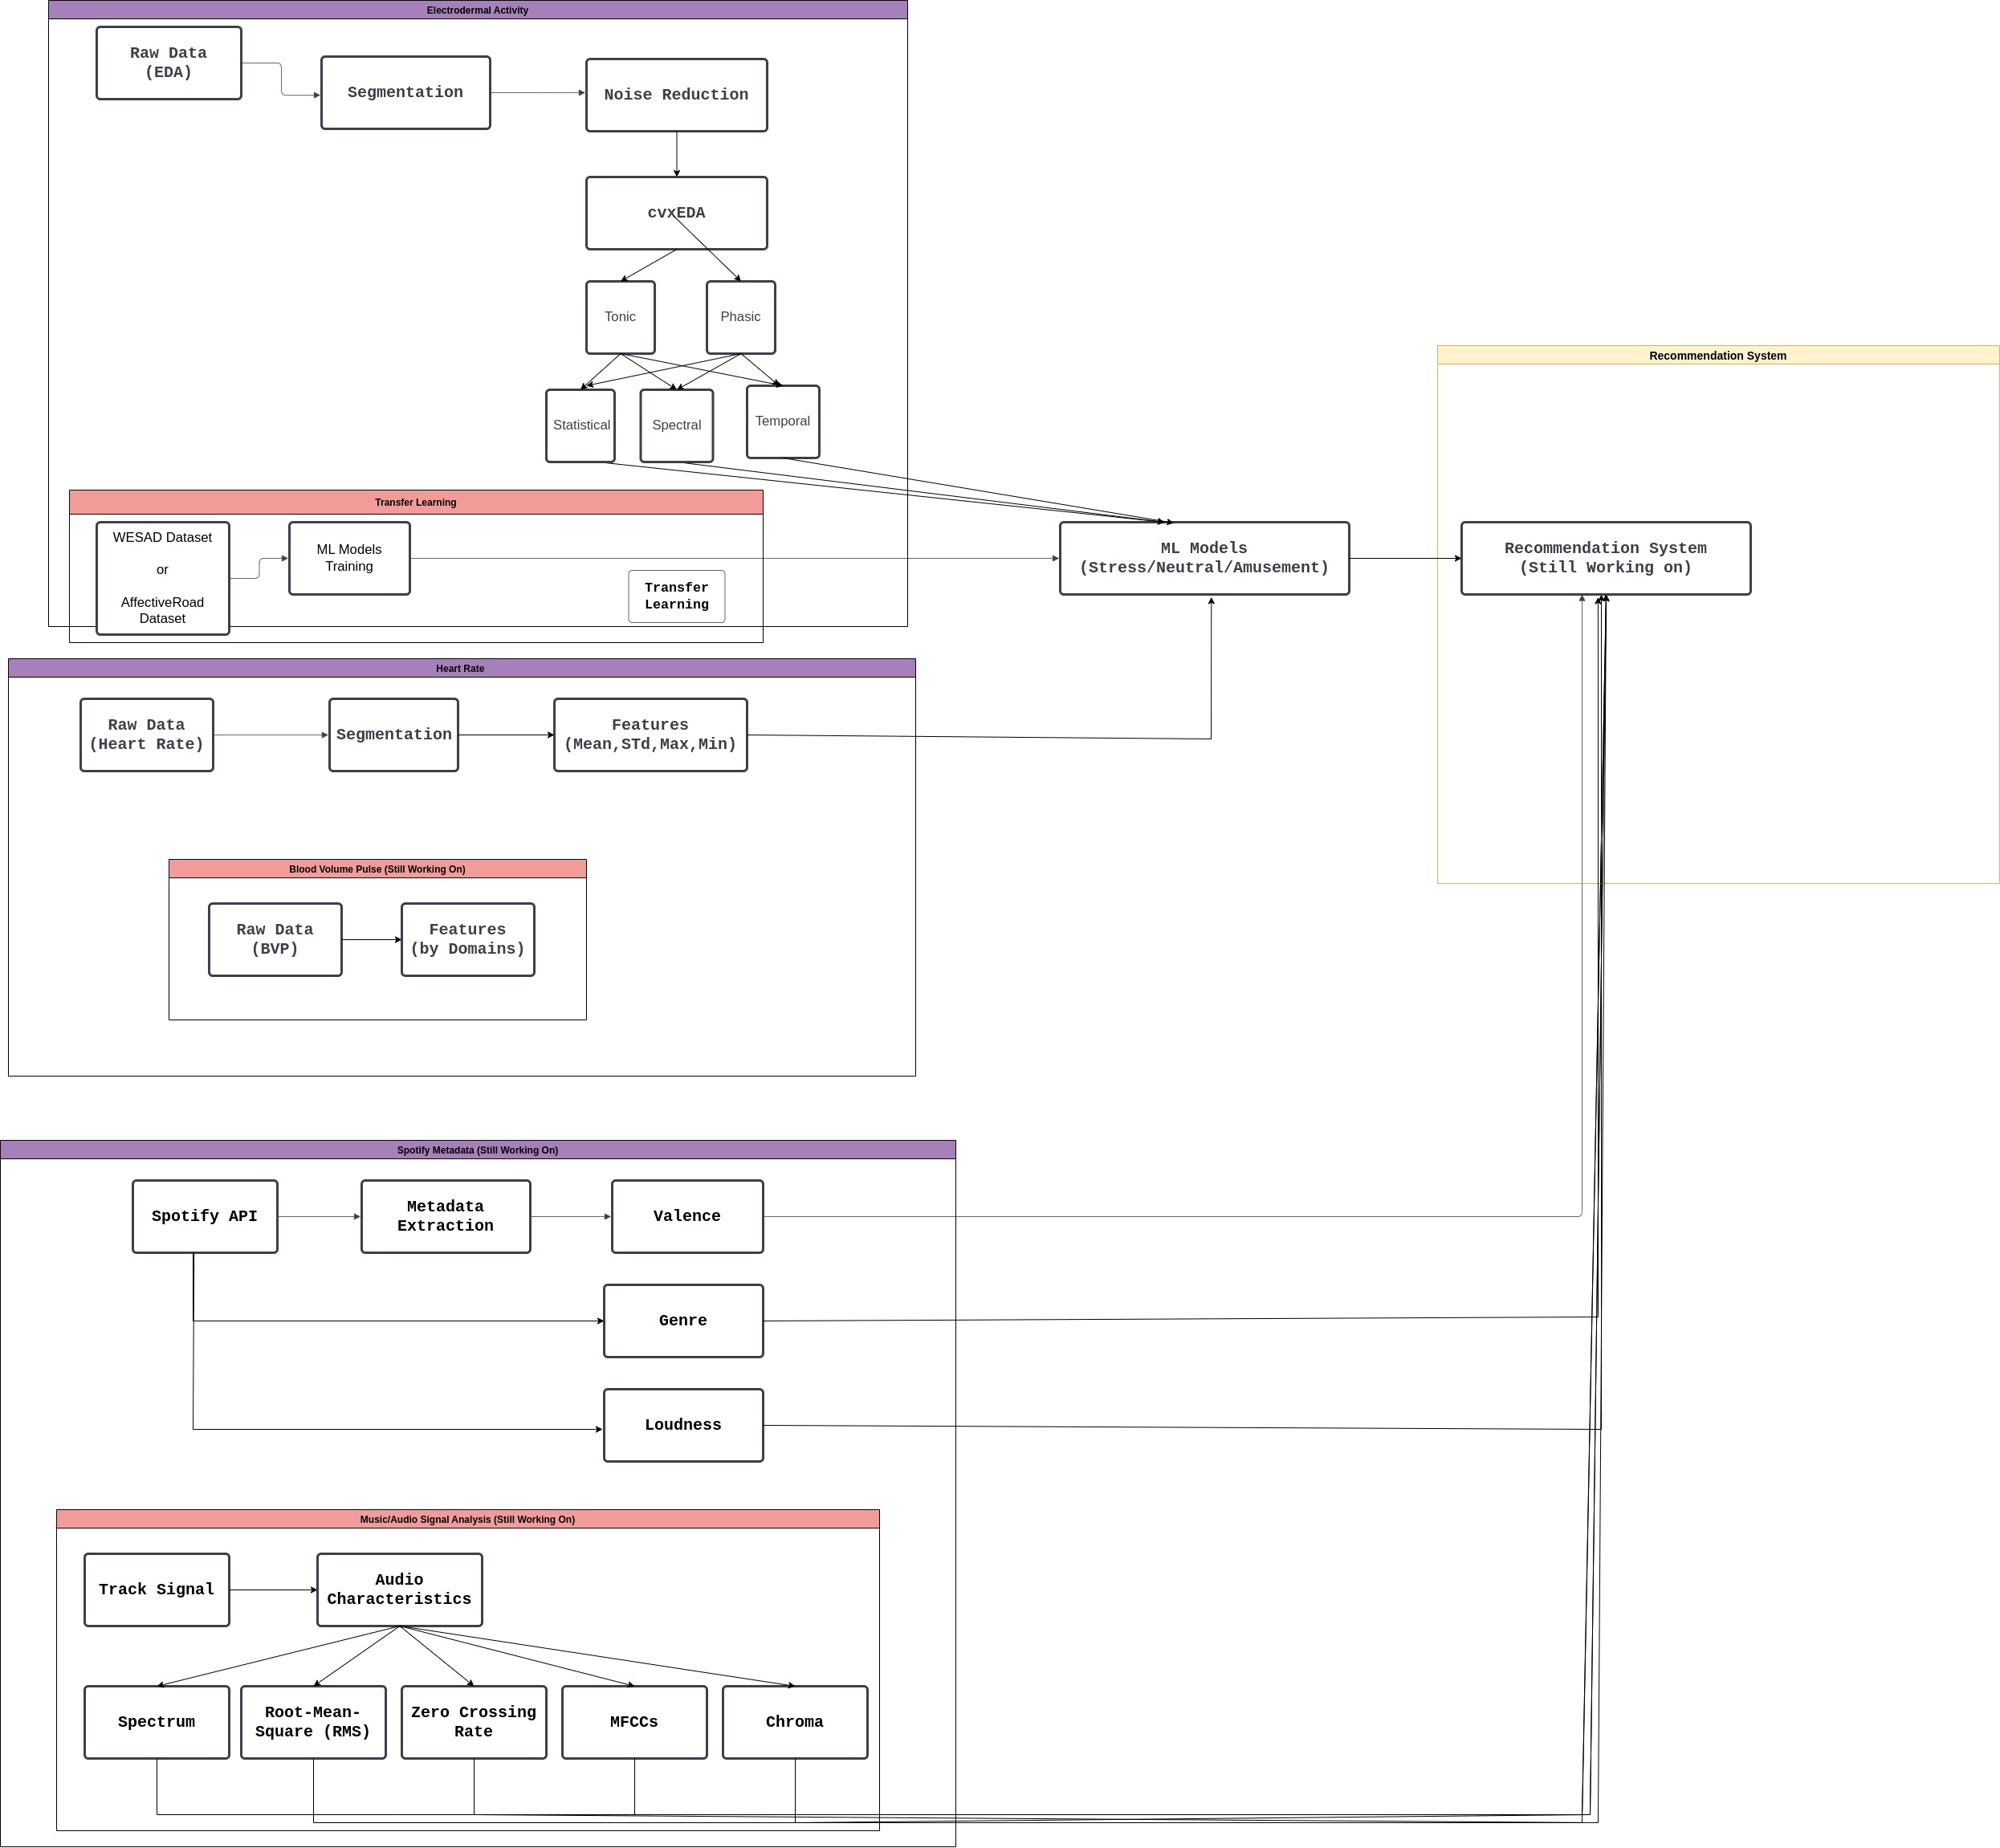 Electrodermal Activity
Raw Data
(EDA)
Segmentation
Noise Reduction
cvxEDA
Tonic
Phasic
Statistical
Spectral
Temporal
Transfer Learning
WESAD Dataset
or
AffectiveRoad
Dataset
ML Models
Training
Transfer
Learning
ML Models
(Stress/Neutral/Amusement)
Recommendation System
Recommendation System
(Still Working on)
Heart Rate
Raw Data
(Heart Rate)
Segmentation
Features
(Mean,STd,Max,Min)
Blood Volume Pulse (Still Working On)
Raw Data
(BVP)
Features
(by Domains)
Spotify Metadata (Still Working On)
Spotify API
Metadata
Extraction
Valence
Genre
Loudness
Music/Audio Signal Analysis (Still Working On)
Track Signal
Audio
Characteristics
Spectrum
Root-Mean-
Square (RMS)
Zero Crossing
Rate
MFCCs
Chroma